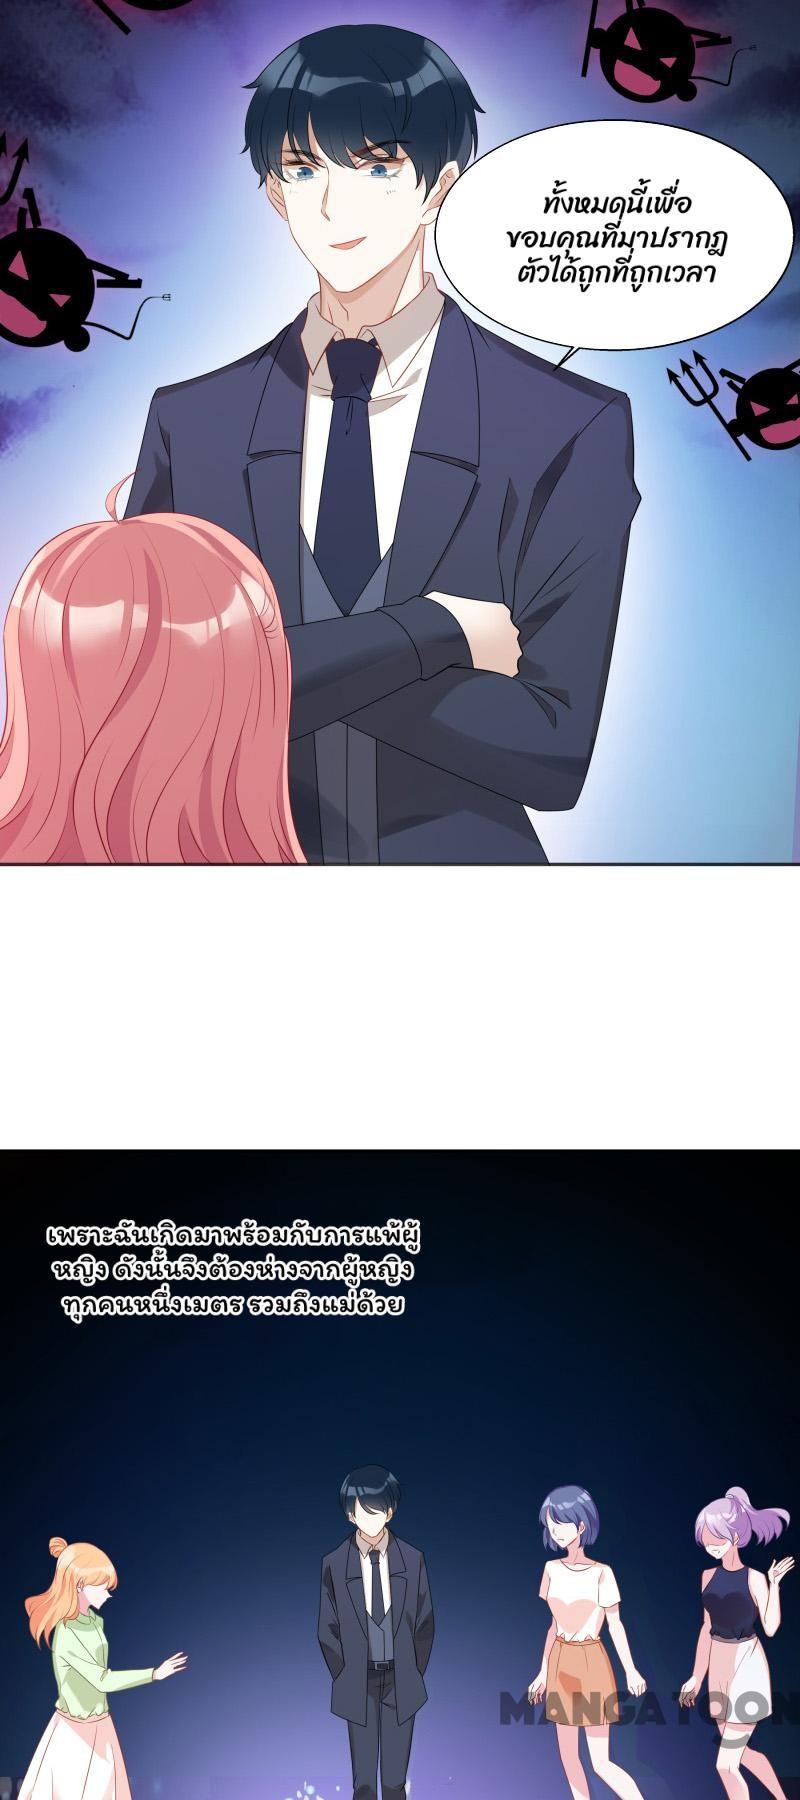 ทั้งหมดนี้เพื่อ
ขอบคุณที่มาปรากฎ
ตัวได้ถูกที่ถูกเวลา
เพราะฉันเกิดมาพร้อมกับการแพ้ผู้
หญิง ดังนั้นจึงต้องห่างจากผู้หญิง
ทุกคนหนึ่งเมตร รวมถึงแม่ด้วย
MANGATOON